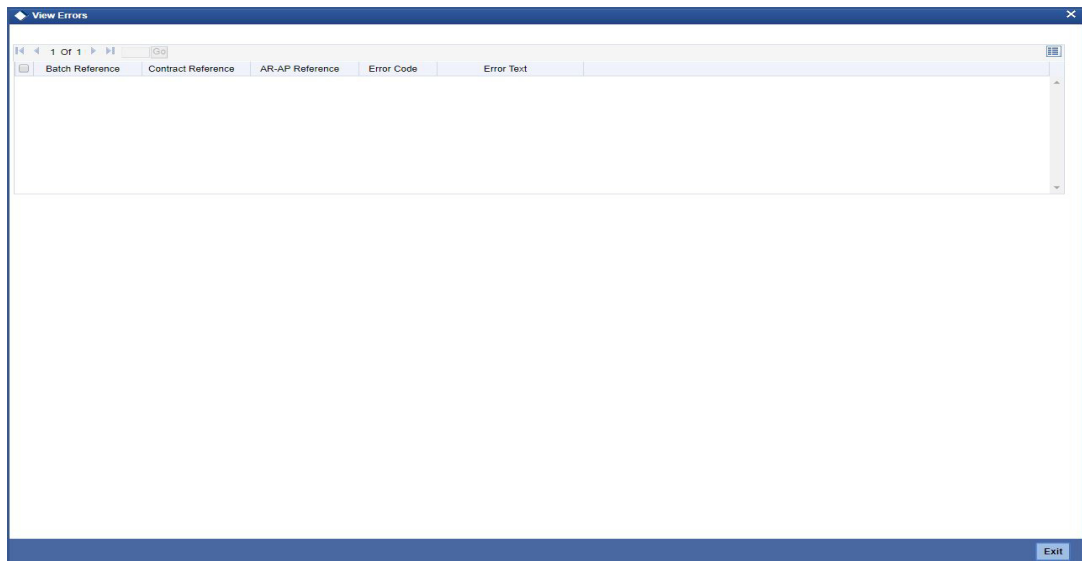 View Errors
1 Of 1 Go
Batch Reference Contract Reference AR-AP Reference Error Code Error Text
Exit